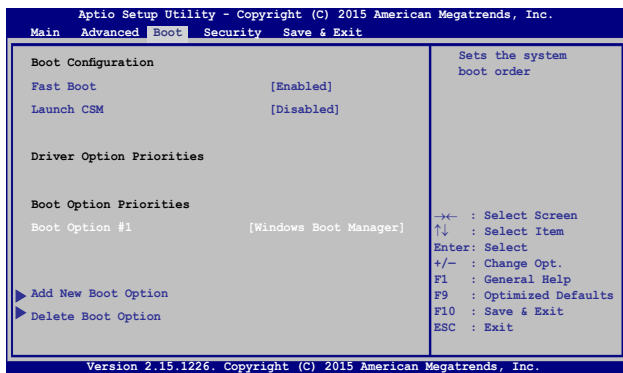 Aptio Setup Utility - Copyright (C) 2015 American Megatrends, Inc.
Main Advanced Boot Security Save & Exit
Boot Configuration
Fast Boot [Enabled]
Launch CSM [Disabled]
Driver Option Priorities
Boot Option Priorities
Boot Option #1 [Windows Boot Manager]
Add New Boot Option
Delete Boot Option
Sets the system
boot order
→← : Select Screen
↑↓ : Select Item
Enter: Select
+/— : Change Opt.
F1 : General Help
F9 : Optimized Defaults
F10 : Save & Exit
ESC : Exit
Version 2.15.1226. Copyright (C) 2015 American Megatrends, Inc.